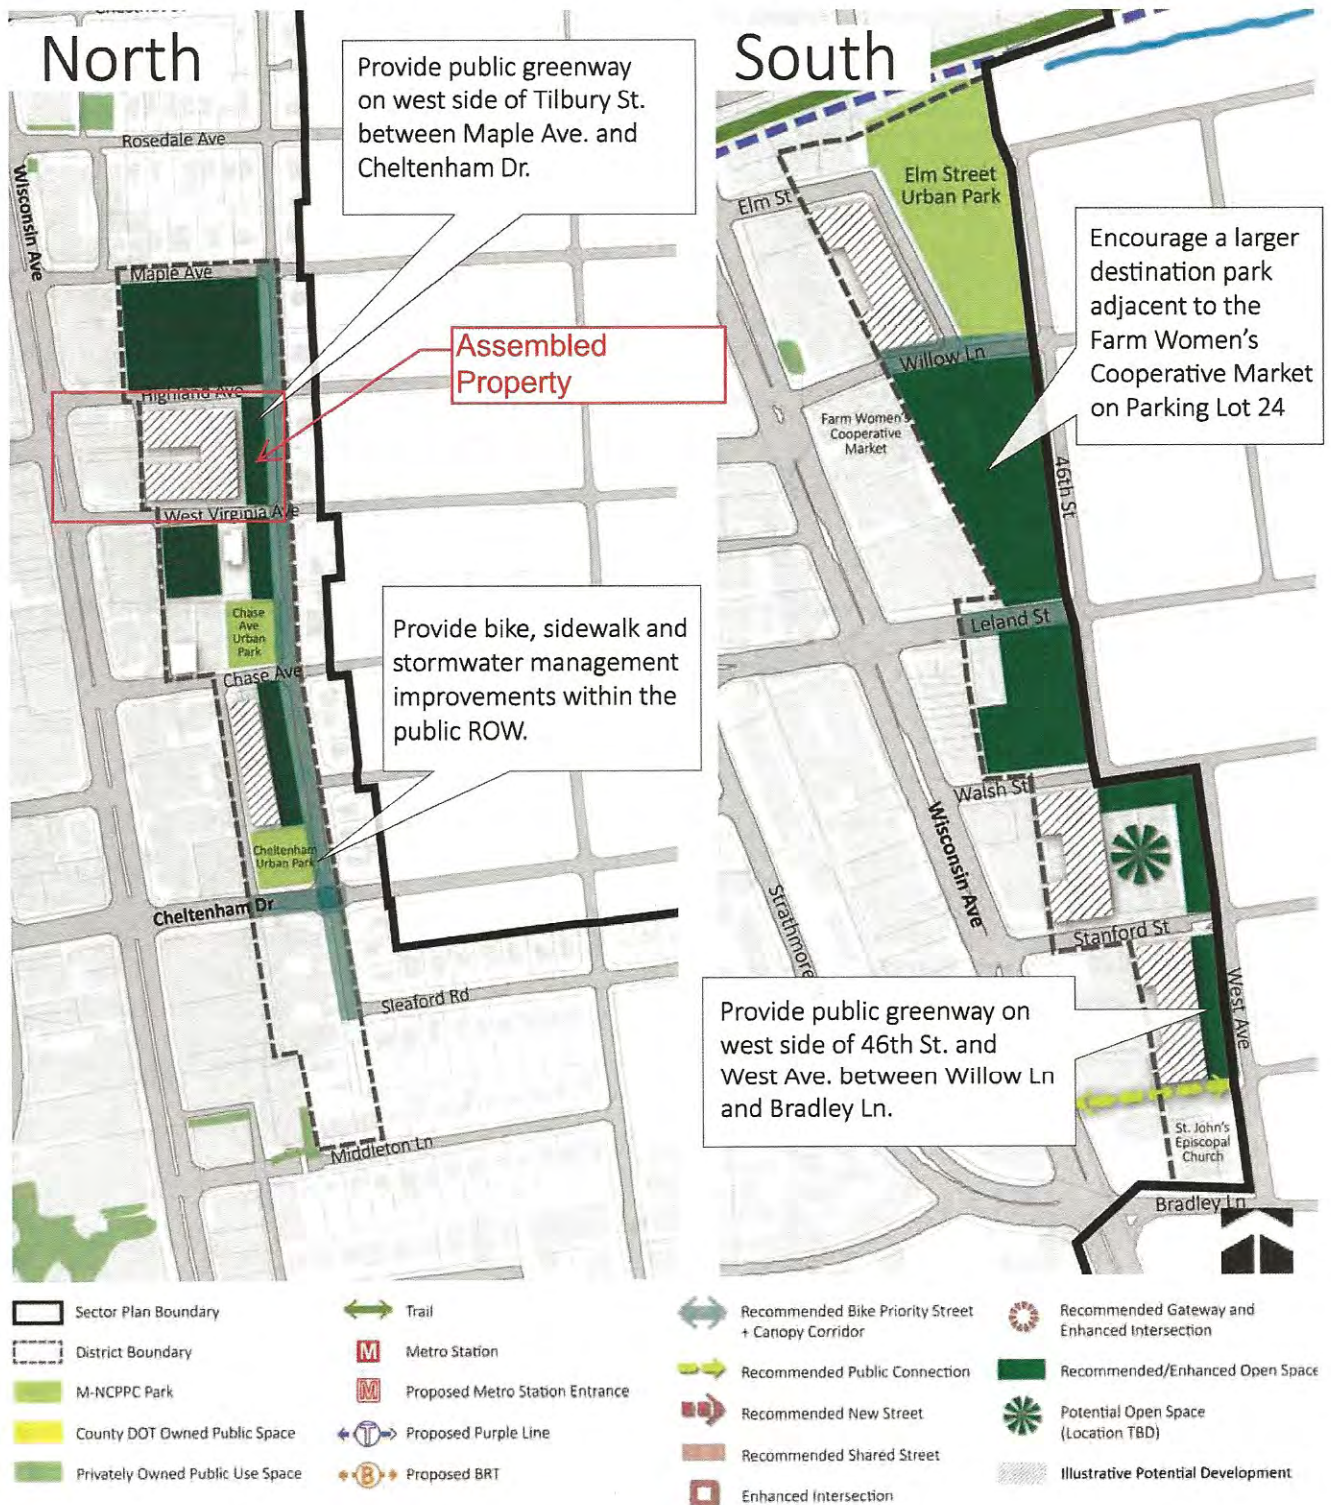 North
Provide public greenway
on west side of Tilbury St.
between Maple Ave. and
Cheltenham Dr.
Rosedale Ave
Wisconsin Ave
Maple Ave
Assembled
Property
Highland Ave
West Virginia Ave
Chase
Ave
Urban
Park
Chase Ave
Provide bike, sidewalk and
stormwater management
improvements within the
public ROW.
Cheltenham
Urban Park
Cheltenham Dr
Sleaford Rd
Middleton Ln
South
Elm Street
Urban Park
Elm St
Encourage a larger
destination park
adjacent to the
Farm Women's
Cooperative Market
on Parking Lot 24
Willow Ln
Farm Women's
Cooperative
Market
46th St
Leland St
Walsh St
Wisconsin Ave
Strathmore
Stanford St
West Ave
Provide public greenway on
west side of 46th St. and
West Ave. between Willow Ln
and Bradley Ln.
St. John's
Episcopal
Church
Bradley Ln
Sector Plan Boundary
District Boundary
M-NCPPC Park
County DOT Owned Public Space
Privately Owned Public Use Space
Trail
M
Metro Station
M
Proposed Metro Station Entrance
T
Proposed Purple Line
B
Proposed BRT
Recommended Bike Priority Street
+ Canopy Corridor
Recommended Public Connection
Recommended New Street
Recommended Shared Street
Enhanced Intersection
Recommended Gateway and
Enhanced Intersection
Recommended/Enhanced Open Space
Potential Open Space
(Location TBD)
Illustrative Potential Development